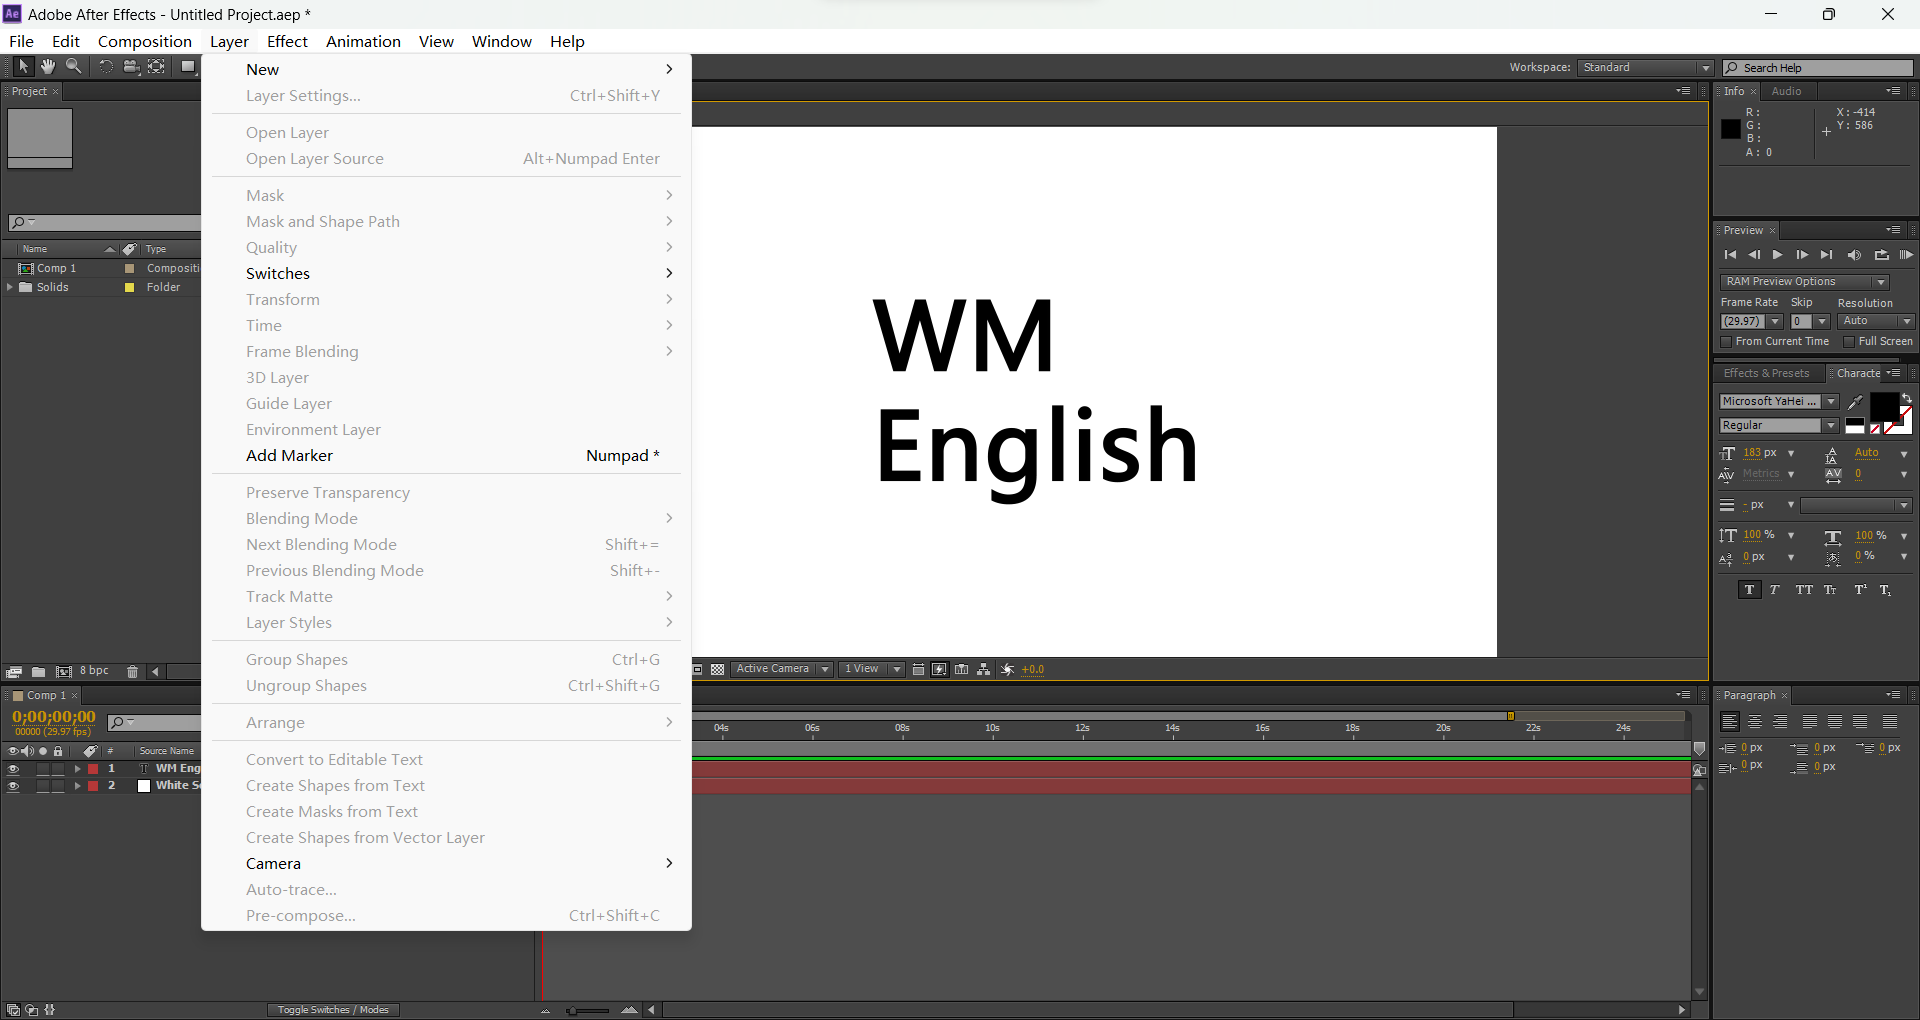 Adobe After Effects - Untitled Project.aep *
File Edit Composition Layer Effect Animation View Window Help
Workspace: Standard Search Help
Project
Name Type
Comp 1 Compositi
Solids Folder
8 bpc
New
Layer Settings... Ctrl+Shift+Y
Open Layer
Open Layer Source Alt+Numpad Enter
Mask
Mask and Shape Path
Quality
Switches
Transform
Time
Frame Blending
3D Layer
Guide Layer
Environment Layer
Add Marker Numpad *
Preserve Transparency
Blending Mode
Next Blending Mode Shift+=
Previous Blending Mode Shift+-
Track Matte
Layer Styles
Group Shapes Ctrl+G
Ungroup Shapes Ctrl+Shift+G
Arrange
Convert to Editable Text
Create Shapes from Text
Create Masks from Text
Create Shapes from Vector Layer
Camera
Auto-trace...
Pre-compose... Ctrl+Shift+C
WM
English
Active Camera 1 View +0.0
Info Audio
R: X: -414
G: Y: 586
B:
A: 0
Preview
RAM Preview Options
Frame Rate Skip Resolution
(29.97) 0 Auto
From Current Time Full Screen
Effects & Presets Characte
Microsoft YaHei ...
Regular
183 px Auto
Metrics 0
- px
100 % 100 %
0 px 0 %
Paragraph
0 px 0 px 0 px
0 px 0 px
Comp 1
0;00;00;00
00000 (29.97 fps)
# Source Name
1 WM Eng
2 White So
04s 06s 08s 10s 12s 14s 16s 18s 20s 22s 24s
Toggle Switches / Modes